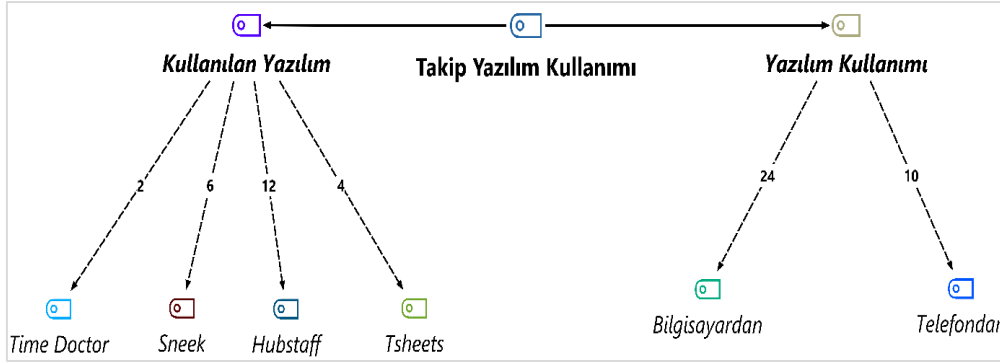 Kullanılan Yazılım
Takip Yazılım Kullanımı
Yazılım Kullanımı
2
6
12
4
24
10
Time Doctor
Sneek
Hubstaff
Tsheets
Bilgisayardan
Telefondan